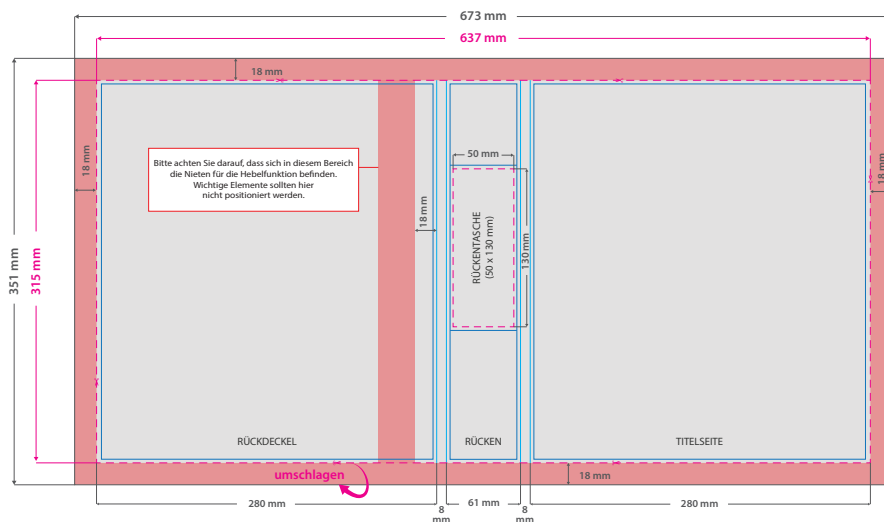 673 mm
637 mm
18 mm
Bitte achten Sie darauf, dass sich in diesem Bereich
die Nieten für die Hebelfunktion befinden.
Wichtige Elemente sollten hier
nicht positioniert werden.
50 mm
18 mm
18 mm
18 mm
130 mm
RÜCKENTASCHE
(50 x 130 mm)
351 mm
315 mm
RÜCKDECKEL
RÜCKEN
TITELSEITE
umschlagen
18 mm
280 mm
8
mm
61 mm
8
mm
280 mm